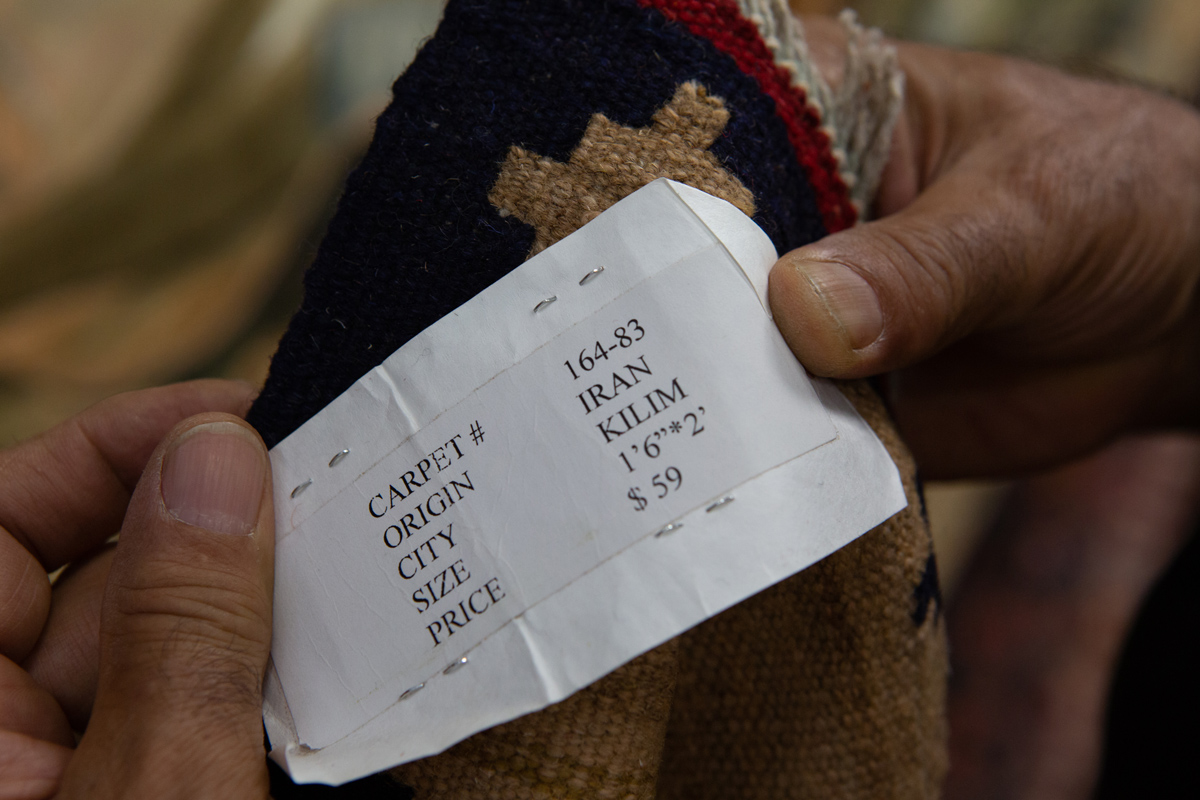 CARPET # 164-83
ORIGIN IRAN
CITY KILIM
SIZE 1'6”*2'
PRICE $ 59